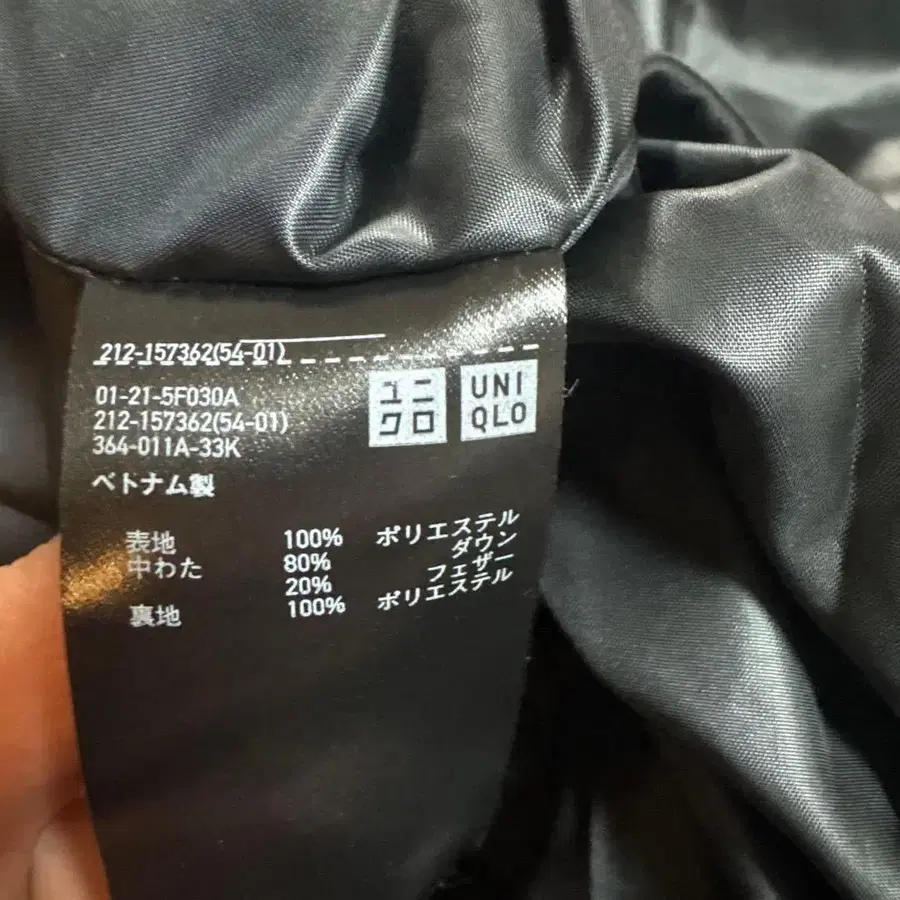 212-157362(54-01)
01-21-5F030A
212-157362(54-01)
364-011A-33K
ユニ
クロ
UNI
QLO
ベトナム製
表地 100% ポリエステル
中わた 80% ダウン
20% フェザー
裏地 100% ポリエステル